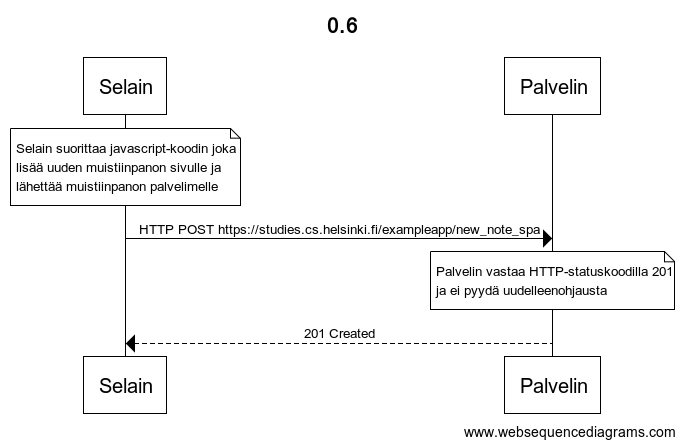 0.6
Selain
Palvelin
Selain suorittaa javascript-koodin joka
lisää uuden muistiinpanon sivulle ja
lähettää muistiinpanon palvelimelle
HTTP POST https://studies.cs.helsinki.fi/exampleapp/new_note_spa
Palvelin vastaa HTTP-statuskoodilla 201
ja ei pyydä uudelleenohjausta
201 Created
Selain
Palvelin
www.websequencediagrams.com